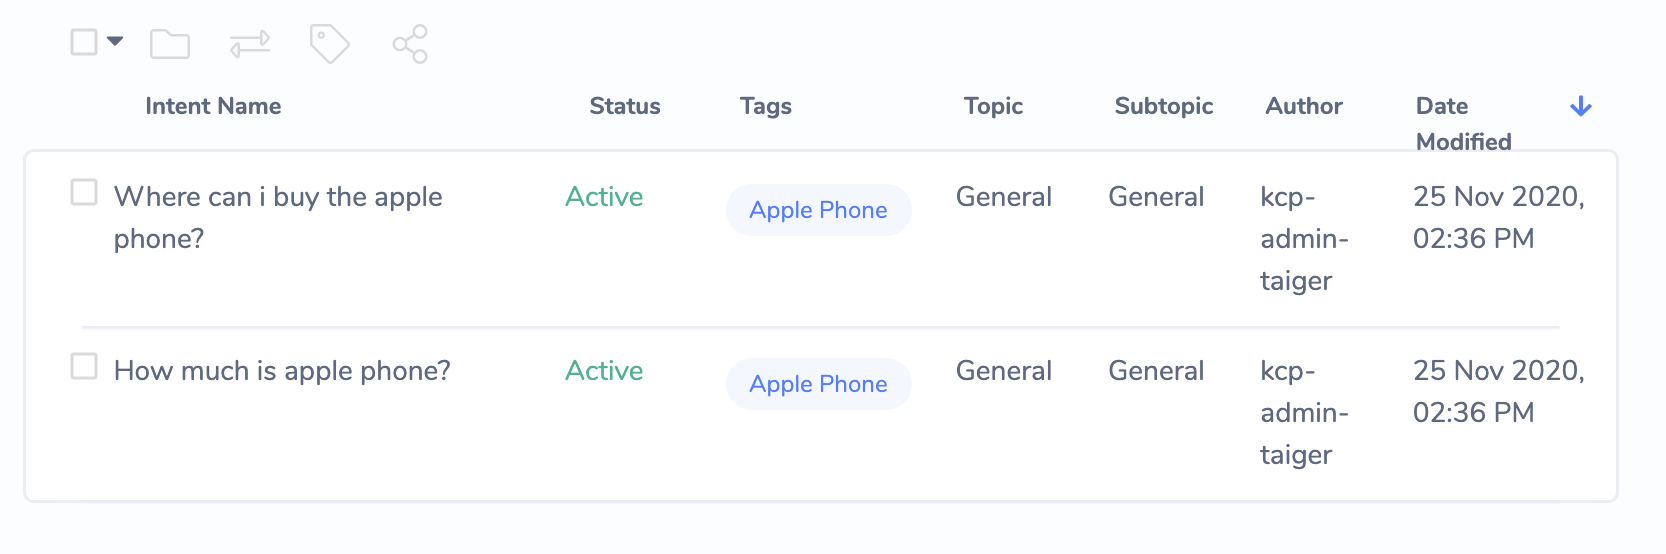 Intent Name Status Tags Topic Subtopic Author Date
Modified
Where can i buy the apple Active Apple Phone General General kcp- 25 Nov 2020,
phone? admin- 02:36 PM
taiger
How much is apple phone? Active Apple Phone General General kcp- 25 Nov 2020,
admin- 02:36 PM
taiger